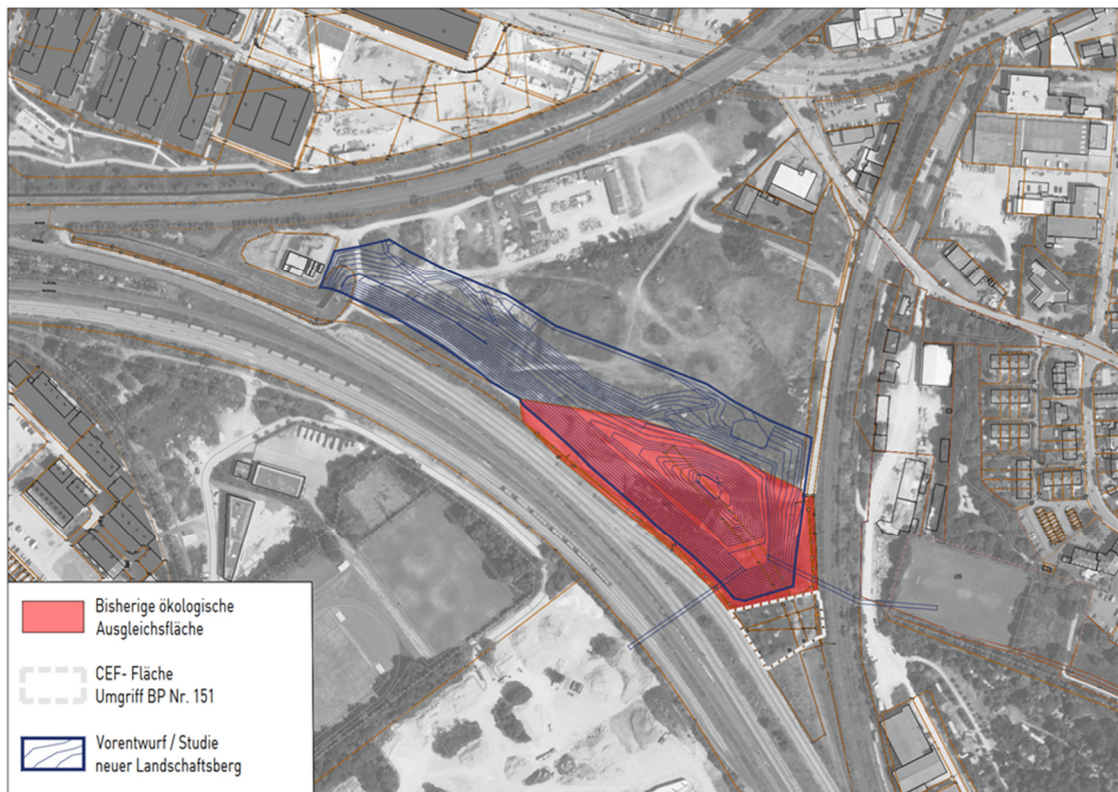 Bisherige ökologische
Ausgleichsfläche
CEF- Fläche
Umgriff BP Nr. 151
Vorentwurf / Studie
neuer Landschaftsberg